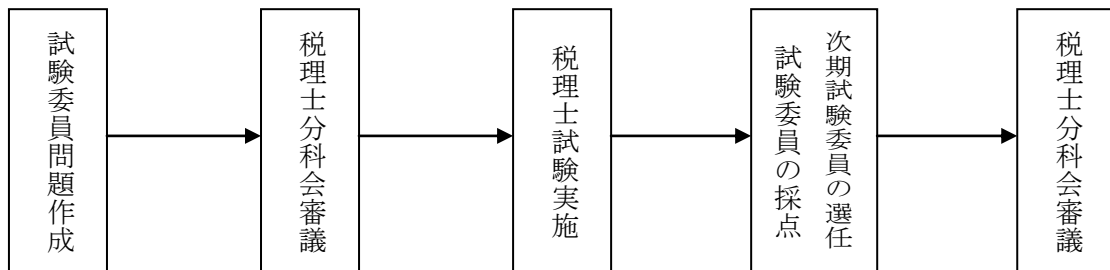 試験委員問題作成
税理士分科会審議
税理士試験実施
次期試験委員の選任
試験委員の採点
税理士分科会審議